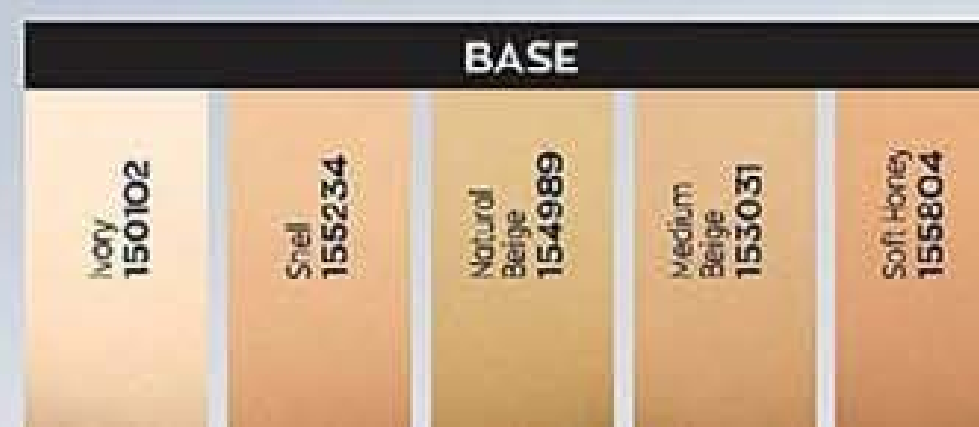 BASE
Ivory
150102
Shell
155234
Natural
Beige
154989
Medium
Beige
153031
Soft Honey
155804